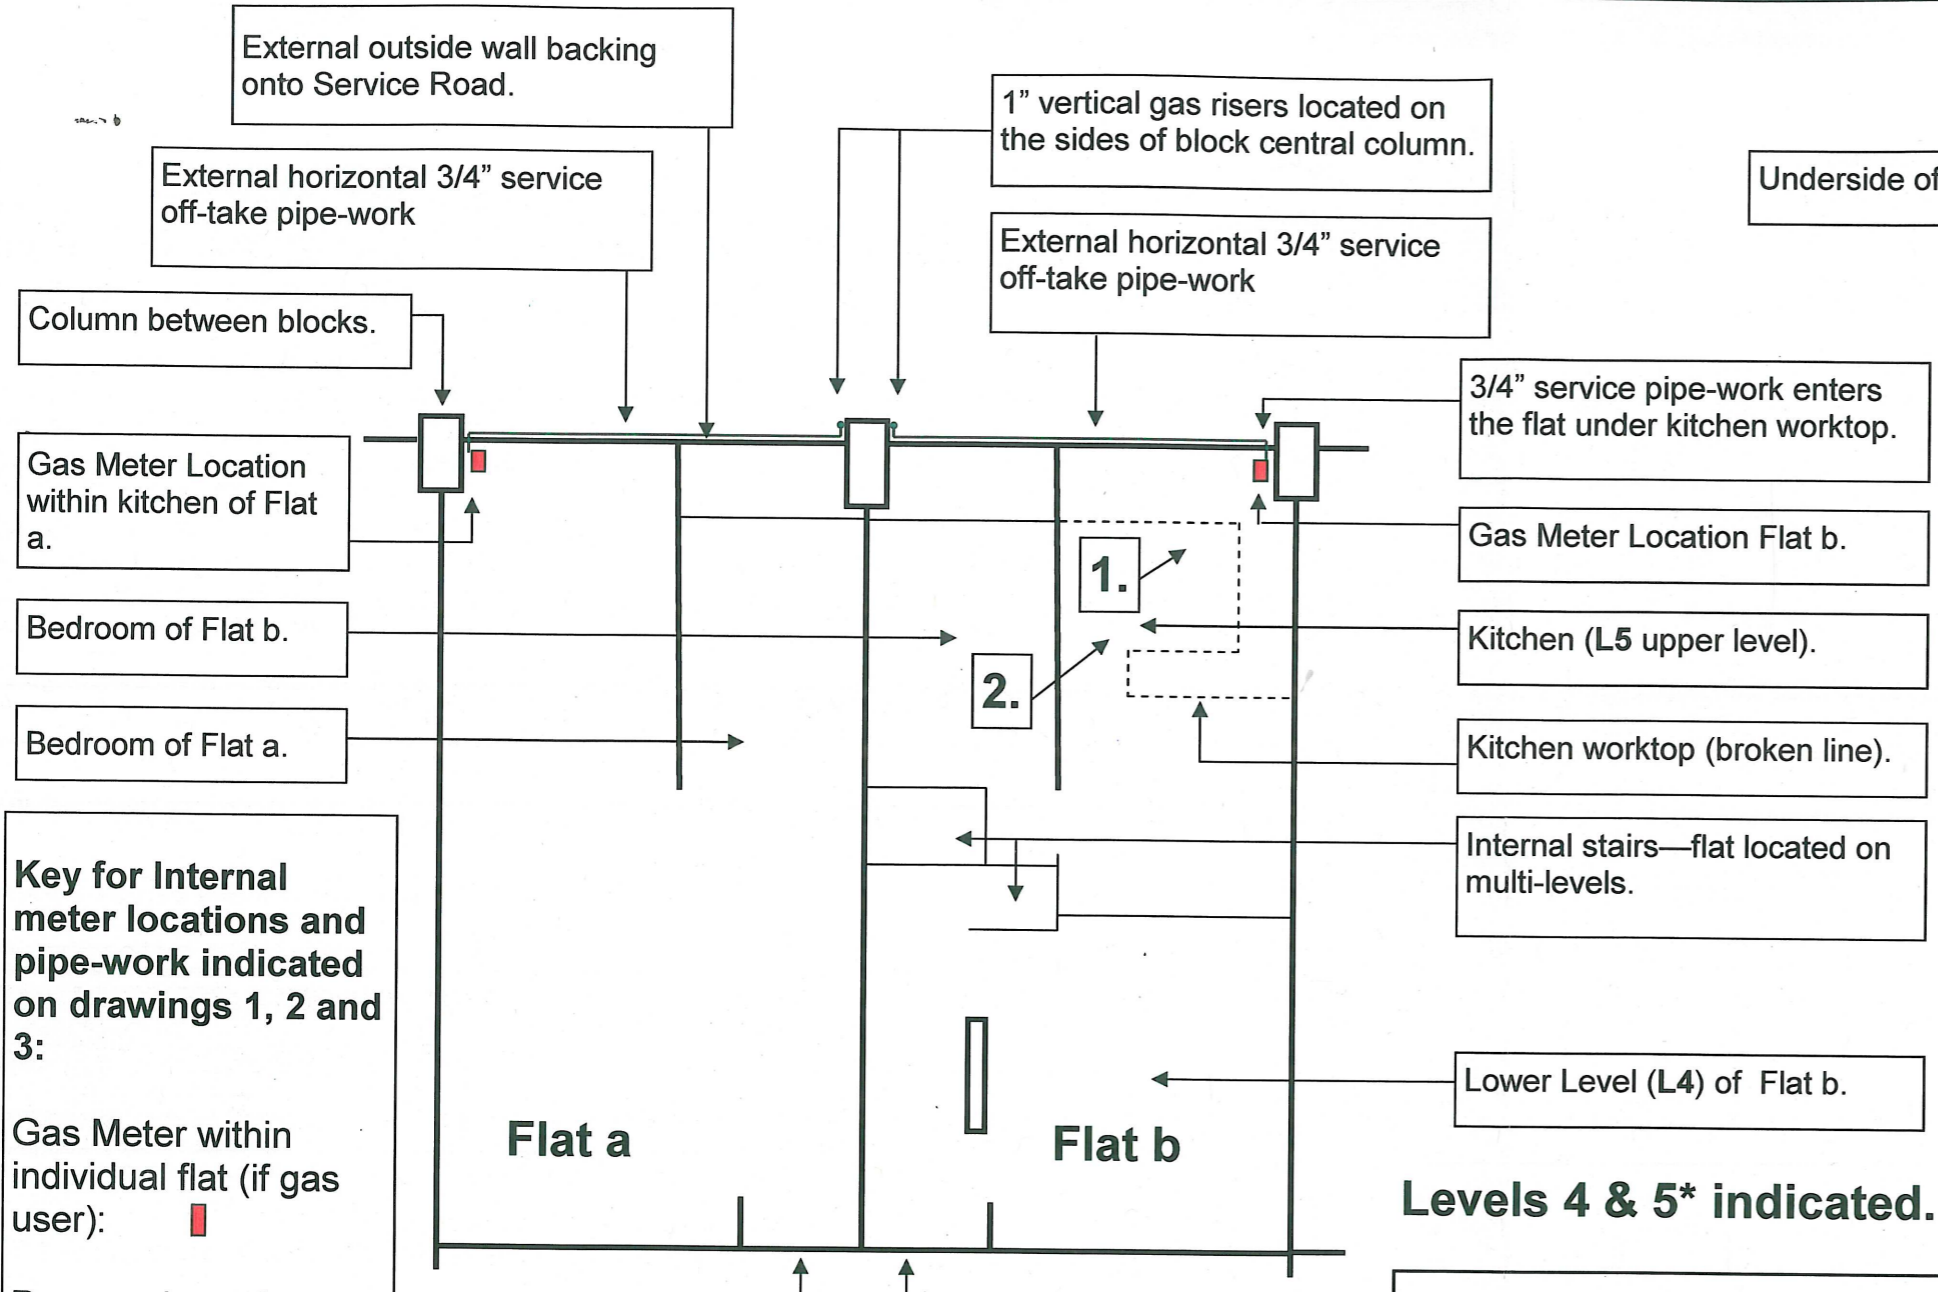 External outside wall backing
onto Service Road.
1” vertical gas risers located on
the sides of block central column.
External horizontal 3/4” service
off-take pipe-work
Underside of
External horizontal 3/4” service
off-take pipe-work
Column between blocks.
3/4” service pipe-work enters
the flat under kitchen worktop.
Gas Meter Location
within kitchen of Flat
a.
Gas Meter Location Flat b.
1.
Bedroom of Flat b.
Kitchen (L5 upper level).
2.
Bedroom of Flat a.
Kitchen worktop (broken line).
Internal stairs—flat located on
multi-levels.
Key for Internal
meter locations and
pipe-work indicated
on drawings 1, 2 and
3:
Lower Level (L4) of Flat b.
Gas Meter within
individual flat (if gas
user):
Flat a
Flat b
Levels 4 & 5* indicated.